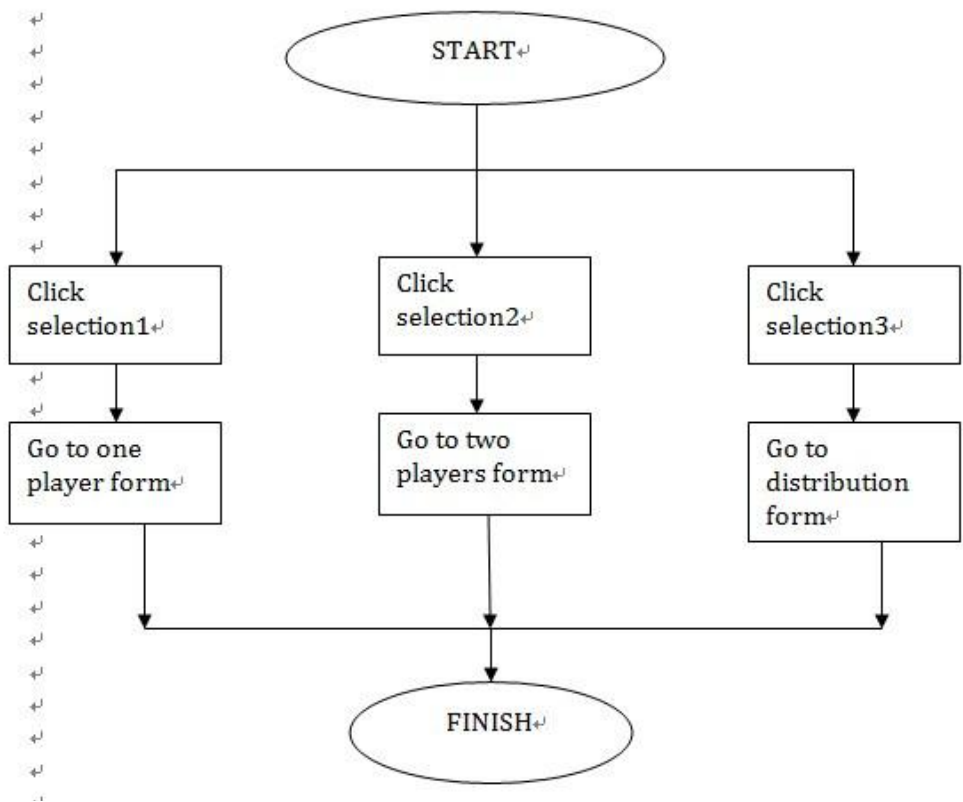 START
Click
selection1
Click
selection2
Click
selection3
Go to one
player form
Go to two
players form
Go to
distribution
form
FINISH